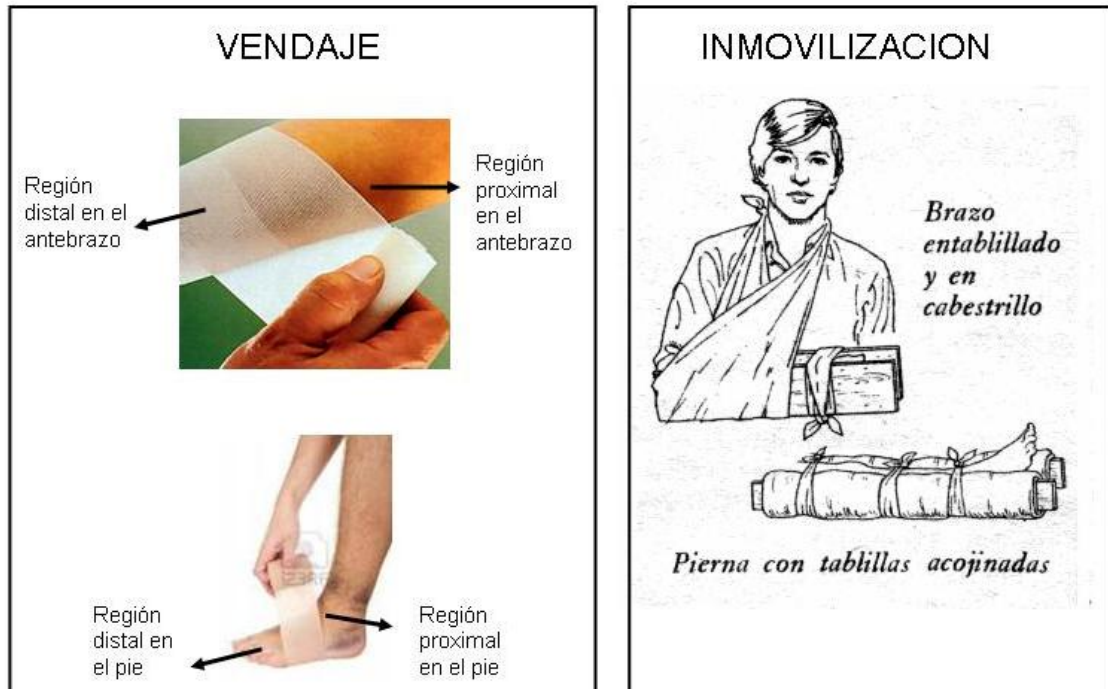 VENDAJE
Región
distal en el
antebrazo
Región
proximal
en el
antebrazo
Región
distal en
el pie
Región
proximal
en el pie
INMOVILIZACION
Brazo
entablillado
y en
cabestrillo
Pierna con tablillas acojinadas